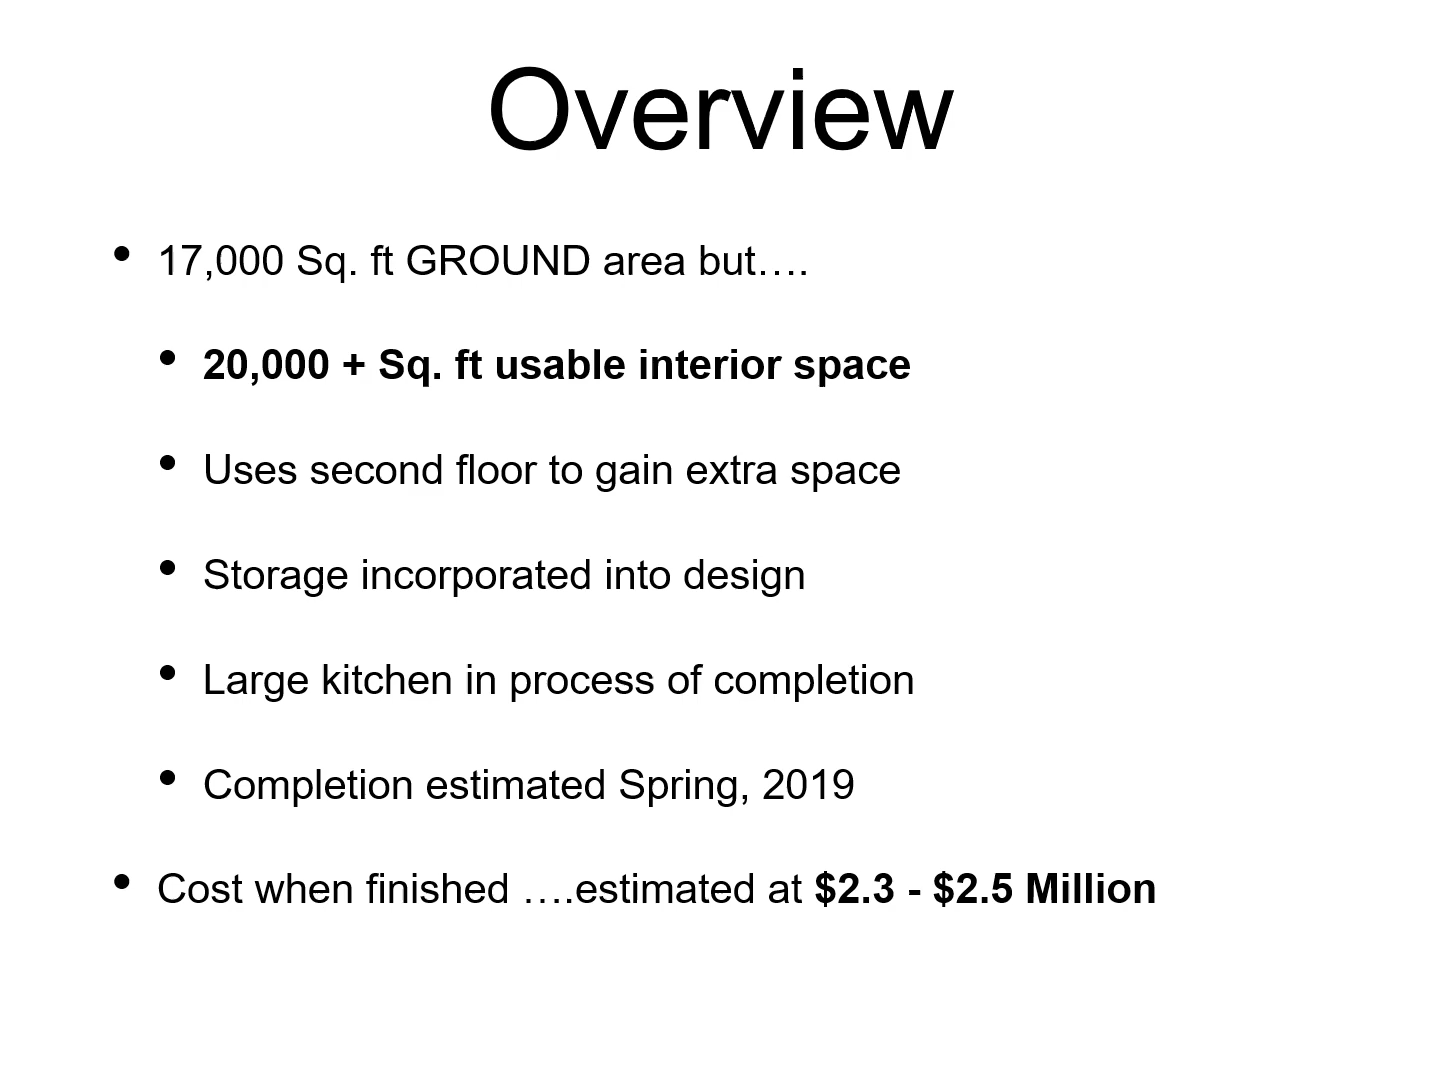 Overview
• 17,000 Sq. ft GROUND area but….
• 20,000 + Sq. ft usable interior space
• Uses second floor to gain extra space
• Storage incorporated into design
• Large kitchen in process of completion
• Completion estimated Spring, 2019
• Cost when finished ….estimated at $2.3 - $2.5 Million